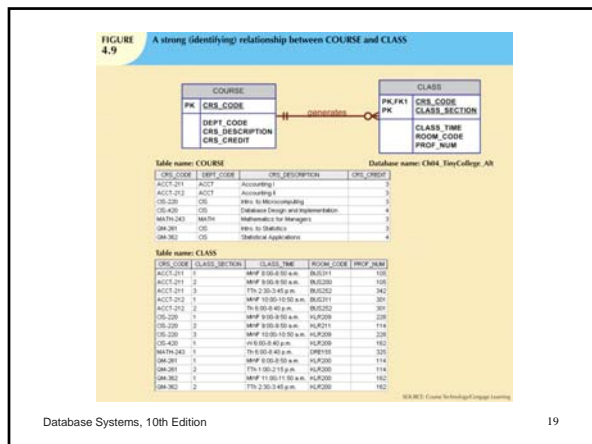 FIGURE 4.9 A strong (identifying) relationship between COURSE and CLASS
COURSE
PK CRS_CODE
DEPT_CODE
CRS_DESCRIPTION
CRS_CREDIT
generates
CLASS
PK,FK1 CRS_CODE
PK CLASS_SECTION
CLASS_TIME
ROOM_CODE
PROF_NUM
Table name: COURSE Database name: Ch04_TinyCollege_Alt
CRS_CODE DEPT_CODE CRS_DESCRIPTION CRS_CREDIT
ACCT-211 ACCT Accounting I 3
ACCT-212 ACCT Accounting II 3
CIS-220 CIS Intro. to Microcomputing 3
CIS-420 CIS Database Design and Implementation 4
MATH-243 MATH Mathematics for Managers 3
QM-261 CIS Intro. to Statistics 3
QM-362 CIS Statistical Applications 4
Table name: CLASS
CRS_CODE CLASS_SECTION CLASS_TIME ROOM_CODE PROF_NUM
ACCT-211 1 MWF 8:00-8:50 a.m. BUS311 105
ACCT-211 2 MWF 9:00-9:50 a.m. BUS200 105
ACCT-211 3 TTh 2:30-3:45 p.m. BUS252 342
ACCT-212 1 MWF 10:00-10:50 a.m. BUS311 301
ACCT-212 2 Th 6:00-8:40 p.m. BUS252 301
CIS-220 1 MWF 9:00-9:50 a.m. KLR209 228
CIS-220 2 MWF 9:00-9:50 a.m. KLR211 114
CIS-220 3 MWF 10:00-10:50 a.m. KLR209 228
CIS-420 1 W 6:00-8:40 p.m. KLR209 162
MATH-243 1 Th 6:00-8:40 p.m. DRE155 325
QM-261 1 MWF 8:00-8:50 a.m. KLR200 114
QM-261 2 TTh 1:00-2:15 p.m. KLR200 114
QM-362 1 MWF 11:00-11:50 a.m. KLR200 162
QM-362 2 TTh 2:30-3:45 p.m. KLR200 162
SOURCE: Course Technology/Cengage Learning
Database Systems, 10th Edition 19